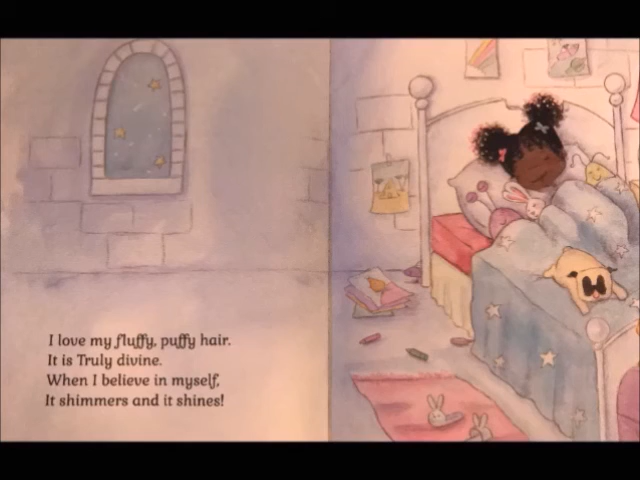 I love my fluffy, puffy hair.
It is Truly divine.
When I believe in myself,
It shimmers and it shines!